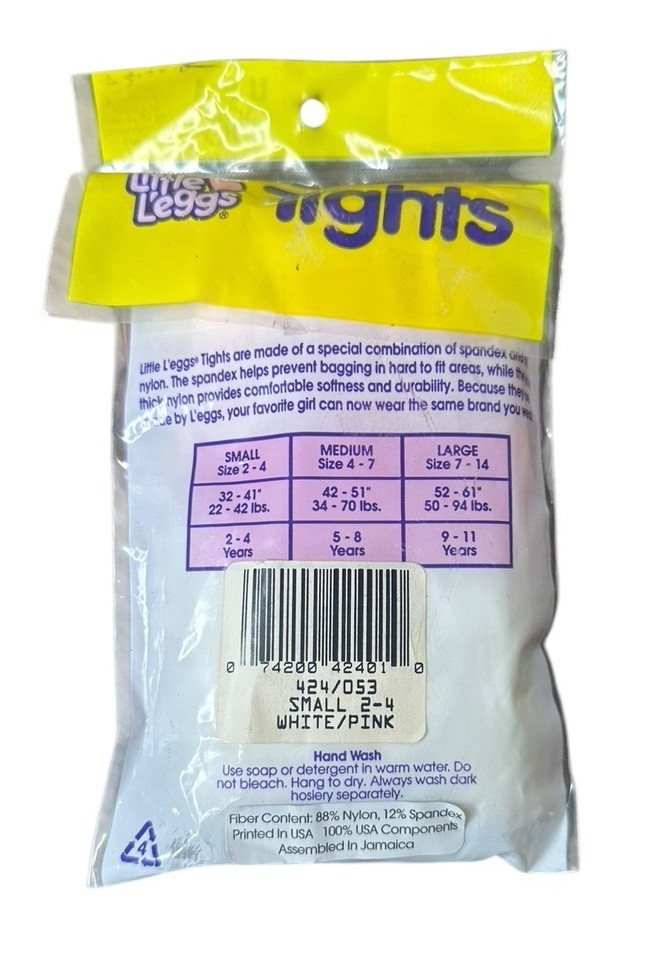 Little
L'eggs®
Tights
Little L'eggs® Tights are made of a special combination of spandex and
nylon. The spandex helps prevent bagging in hard to fit areas, while
thick nylon provides comfortable softness and durability. Because they
by L'eggs, your favorite girl can now wear the same brand you
SMALL MEDIUM LARGE
Size 2 - 4 Size 4 - 7 Size 7 - 14
32 - 41" 42 - 51" 52 - 61"
22 - 42 lbs. 34 - 70 lbs. 50 - 94 lbs.
2 - 4 5 - 8 9 - 11
Years Years Years
0 74200 42401 0
424/053
SMALL 2-4
WHITE/PINK
Hand Wash
Use soap or detergent in warm water. Do
not bleach. Hang to dry. Always wash dark
hosiery separately.
Fiber Content: 88% Nylon, 12% Spandex
Printed In USA 100% USA Components
Assembled In Jamaica
4